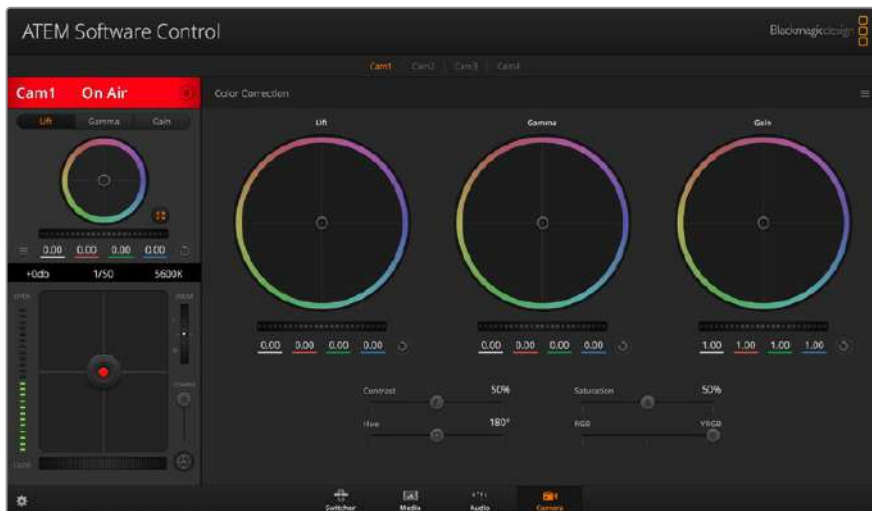 ATEM Software Control
Blackmagicdesign
Cam1 Cam2 Cam3 Cam4
Cam1 On Air
Color Correction
Lift Gamma Gain
Lift Gamma Gain
0.00 0.00 0.00 0.00
+0db 1/50 5600K
0.00 0.00 0.00 0.00
0.00 0.00 0.00 0.00
1.00 1.00 1.00 1.00
Contrast 50%
Saturation 50%
Hue 180°
RGB YRGB
Switcher Media Audio Camera